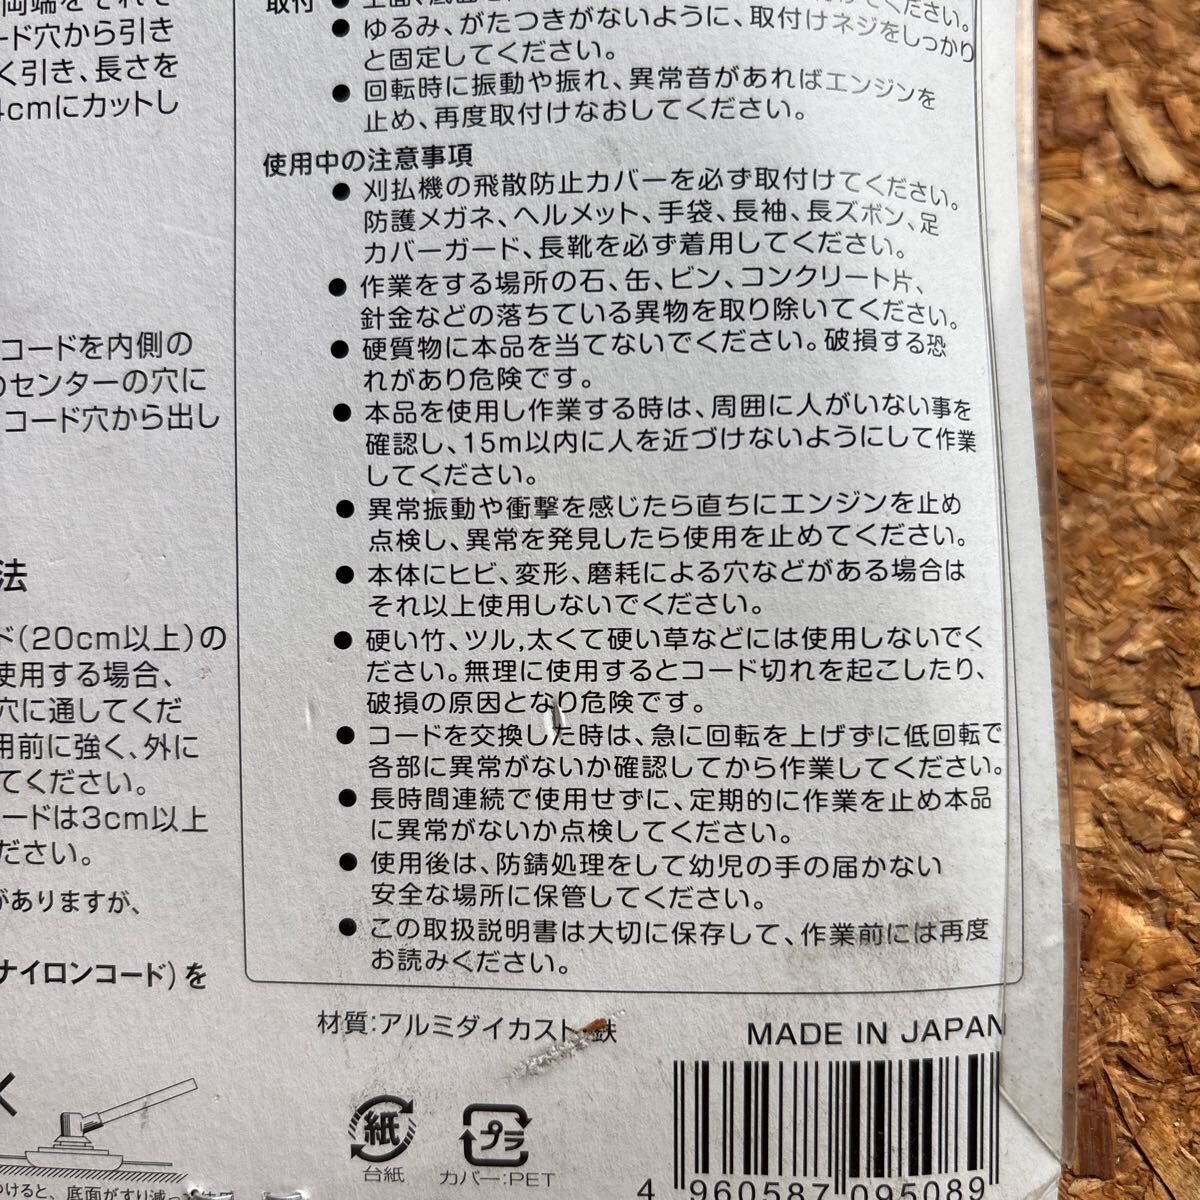 両端をそれぞ
ード穴から引き
く引き、長さを
4cmにカットし
コードを内側の
のセンターの穴に
コード穴から出し
法
ド(20cm以上)の
使用する場合、
穴に通してくだ
用前に強く、外に
てください。
ードは3cm以上
ださい。
がありますが、
ナイロンコード)を
取付
● ゆるみ、がたつきがないように、取付けネジをしっかり
と固定してください。
● 回転時に振動や振れ、異常音があればエンジンを
止め、再度取付けなおしてください。
使用中の注意事項
● 刈払機の飛散防止カバーを必ず取付けてください。
防護メガネ、ヘルメット、手袋、長袖、長ズボン、足
カバーガード、長靴を必ず着用してください。
● 作業をする場所の石、缶、ビン、コンクリート片、
針金などの落ちている異物を取り除いてください。
● 硬質物に本品を当てないでください。破損する恐
れがあり危険です。
● 本品を使用し作業する時は、周囲に人がいない事を
確認し、15m以内に人を近づけないようにして作業
してください。
● 異常振動や衝撃を感じたら直ちにエンジンを止め
点検し、異常を発見したら使用を止めてください。
● 本体にヒビ、変形、磨耗による穴などがある場合は
それ以上使用しないでください。
● 硬い竹、ツル,太くて硬い草などには使用しないでく
ださい。無理に使用するとコード切れを起こしたり、
破損の原因となり危険です。
● コードを交換した時は、急に回転を上げずに低回転で
各部に異常がないか確認してから作業してください。
● 長時間連続で使用せずに、定期的に作業を止め本品
に異常がないか点検してください。
● 使用後は、防錆処理をして幼児の手の届かない
安全な場所に保管してください。
● この取扱説明書は大切に保存して、作業前には再度
お読みください。
材質:アルミダイカスト・鉄
MADE IN JAPAN
紙
台紙
プラ
カバー:PET
4 960587 095089
つけると、底面がすり減っ